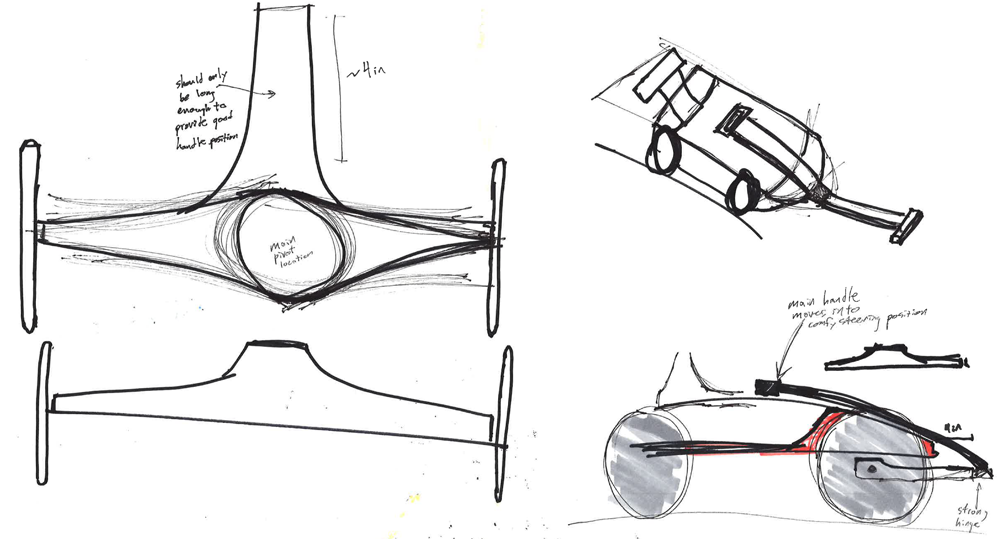 should only
be long
enough to
provide good
handle position
~4in
main
pivot
location
main handle
moves into
comfy steering position
4in
strong
hinge